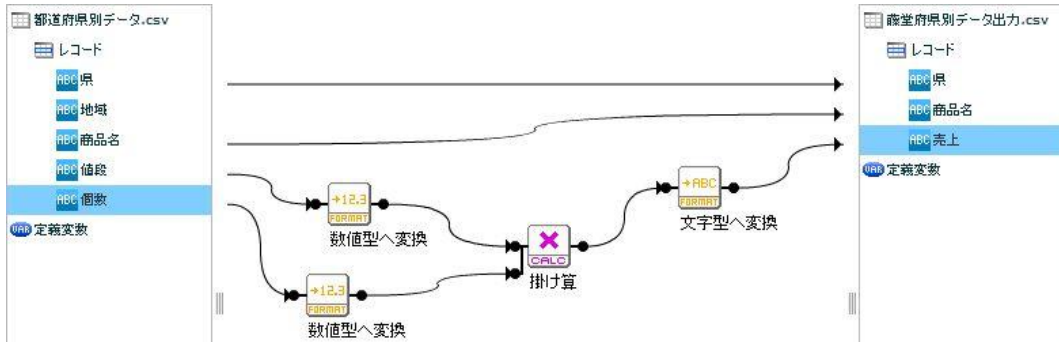 都道府県別データ.csv
レコード
ABC 県
ABC 地域
ABC 商品名
ABC 値段
ABC 個数
VAR 定義変数
→12.3
FORMAT
数値型へ変換
→12.3
FORMAT
数値型へ変換
CALC
掛け算
→ABC
FORMAT
文字型へ変換
藤堂府県別データ出力.csv
レコード
ABC 県
ABC 商品名
ABC 売上
VAR 定義変数